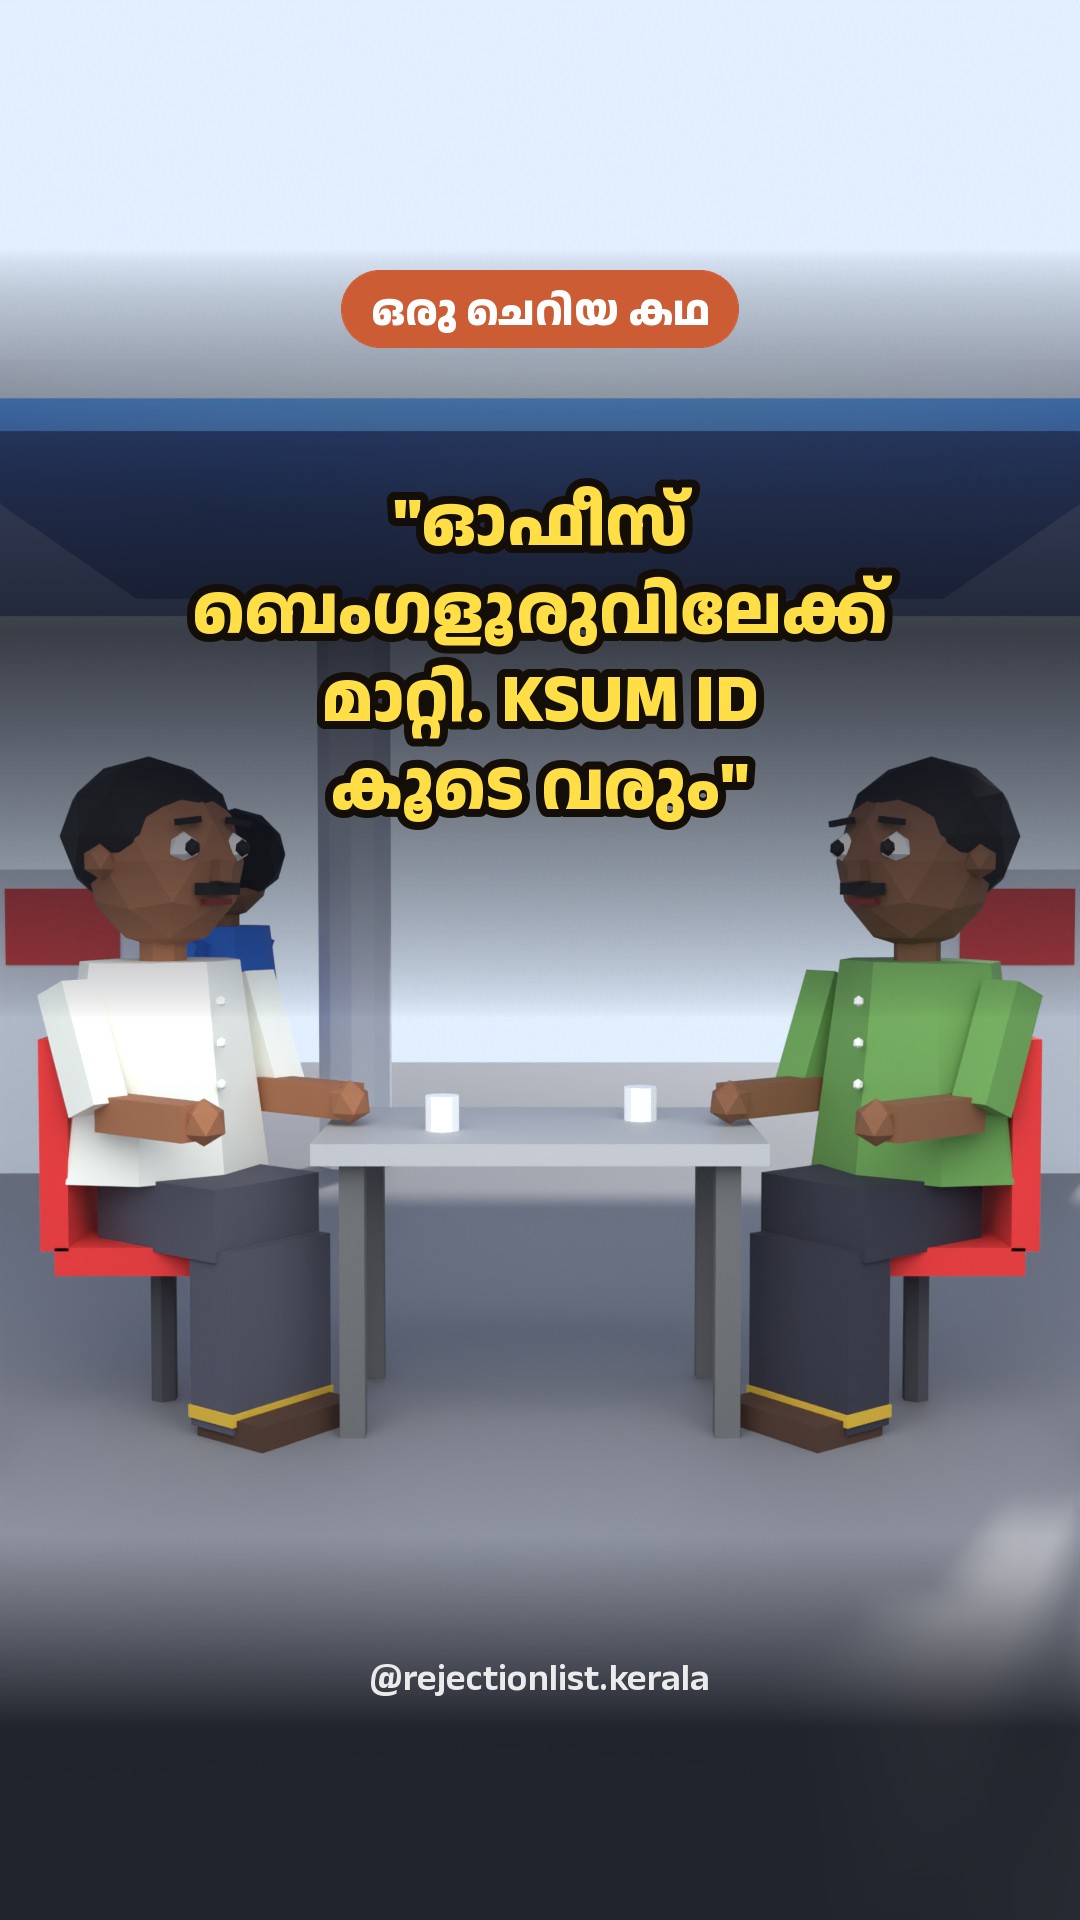 ഒരു ചെറിയ കഥ
"ഓഫീസ്
ബെംഗളൂരുവിലേക്ക്
മാറ്റി. KSUM ID
കൂടെ വരും"
@rejectionlist.kerala